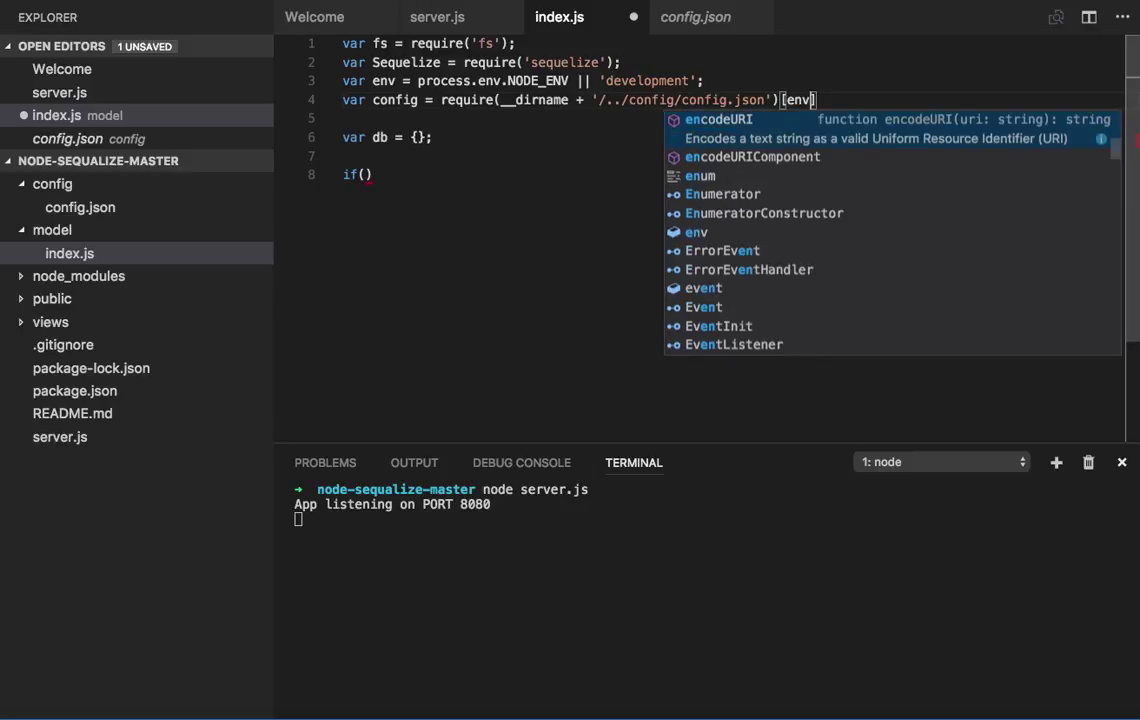 EXPLORER
OPEN EDITORS 1 UNSAVED
Welcome
server.js
index.js model
config.json config
NODE-SEQUALIZE-MASTER
config
config.json
model
index.js
node_modules
public
views
.gitignore
package-lock.json
package.json
README.md
server.js
Welcome server.js index.js config.json
1 var fs = require('fs');
2 var Sequelize = require('sequelize');
3 var env = process.env.NODE_ENV || 'development';
4 var config = require(__dirname + '/../config/config.json')[env]
5
6 var db = {};
7
8 if()
encodeURI function encodeURI(uri: string): string
Encodes a text string as a valid Uniform Resource Identifier (URI)
encodeURIComponent
enum
Enumerator
EnumeratorConstructor
env
ErrorEvent
ErrorEventHandler
event
Event
EventInit
EventListener
PROBLEMS OUTPUT DEBUG CONSOLE TERMINAL 1: node
➜ node-sequalize-master node server.js
App listening on PORT 8080